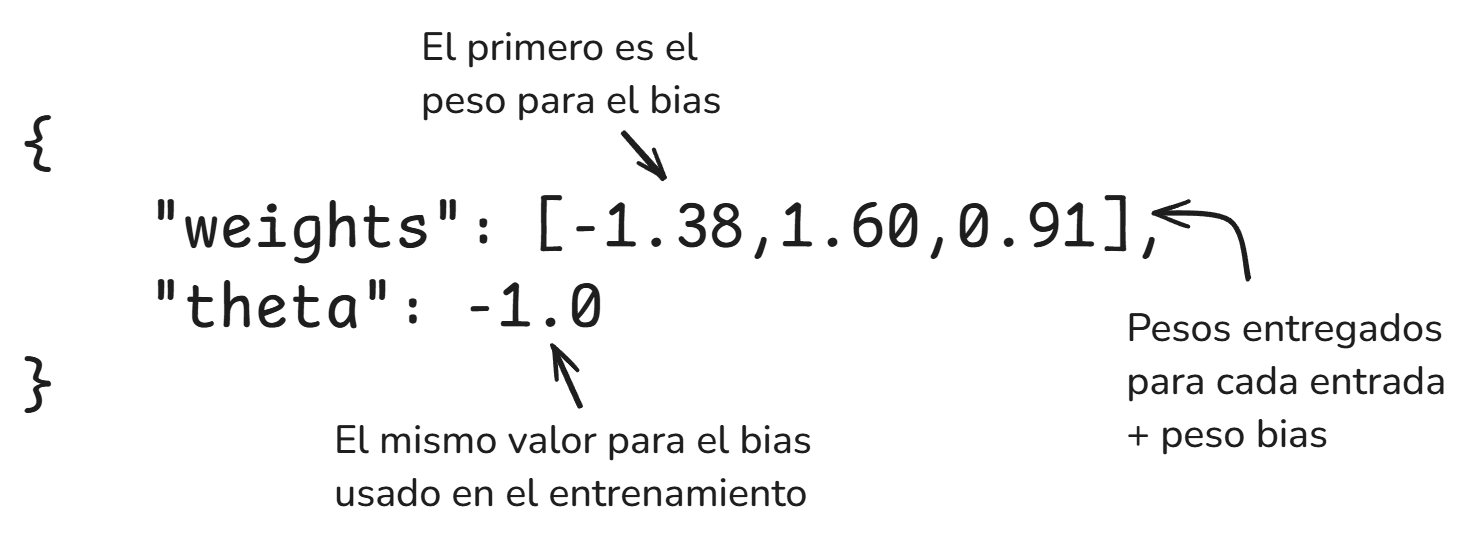 El primero es el
peso para el bias
{
"weights": [-1.38,1.60,0.91],
"theta": -1.0
}
Pesos entregados
para cada entrada
+ peso bias
El mismo valor para el bias
usado en el entrenamiento